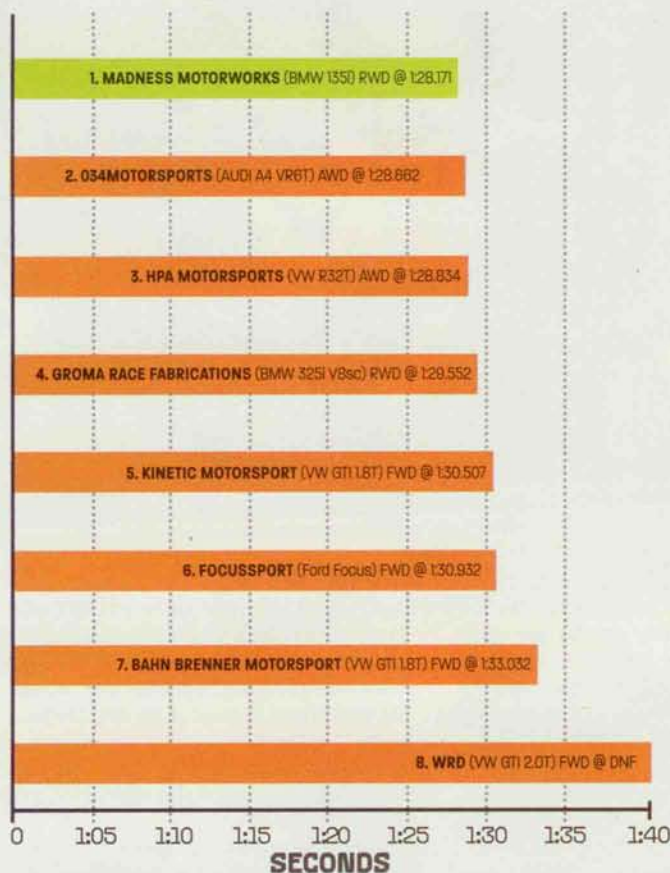 1. MADNESS MOTORWORKS (BMW 135I) RWD @ 1:28.171
2. 034MOTORSPORTS (AUDI A4 VR6T) AWD @ 1:28.662
3. HPA MOTORSPORTS (VW R32T) AWD @ 1:28.834
4. GROMA RACE FABRICATIONS (BMW 325I V8sc) RWD @ 1:29.552
5. KINETIC MOTORSPORT (VW GTI 1.8T) FWD @ 1:30.507
6. FOCUSSPORT (Ford Focus) FWD @ 1:30.932
7. BAHN BRENNER MOTORSPORT (VW GTI 1.8T) FWD @ 1:33.032
8. WRD (VW GTI 2.0T) FWD @ DNF
0 1:05 1:10 1:15 1:20 1:25 1:30 1:35 1:40
SECONDS